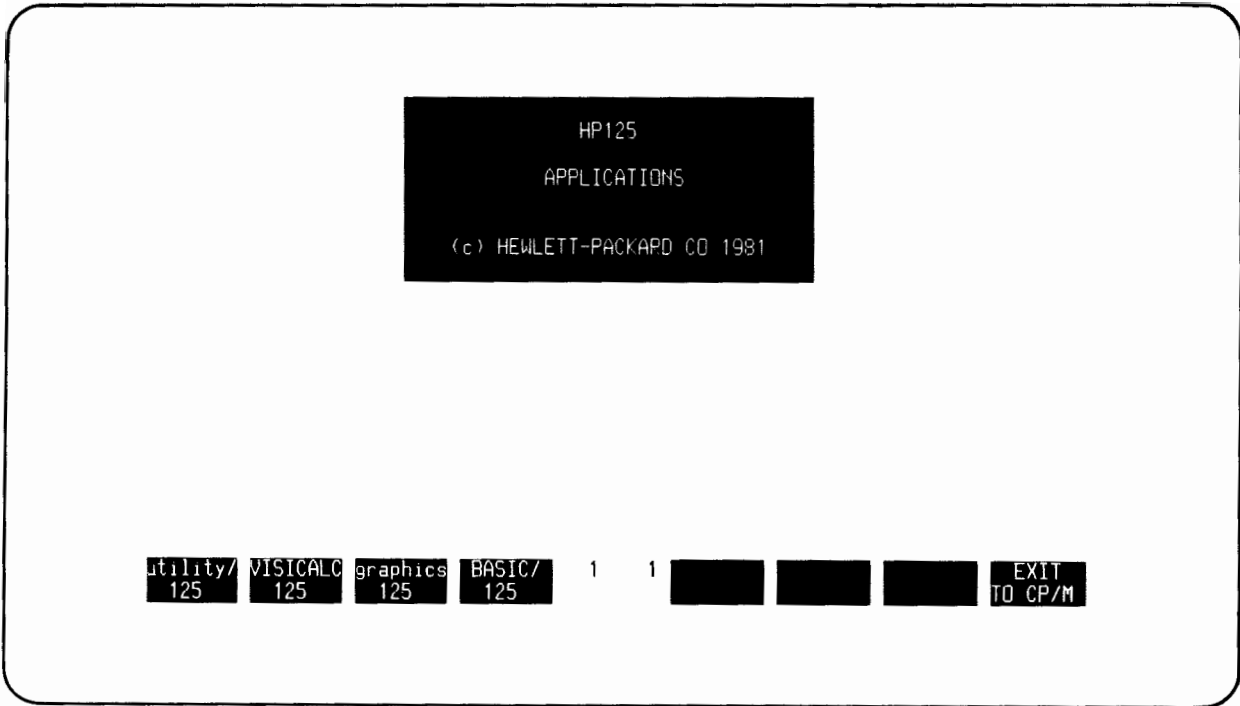 HP125
APPLICATIONS
(c) HEWLETT-PACKARD CO 1981
utility/ VISICALC graphics BASIC/ 1 1 EXIT
125 125 125 125 TO CP/M